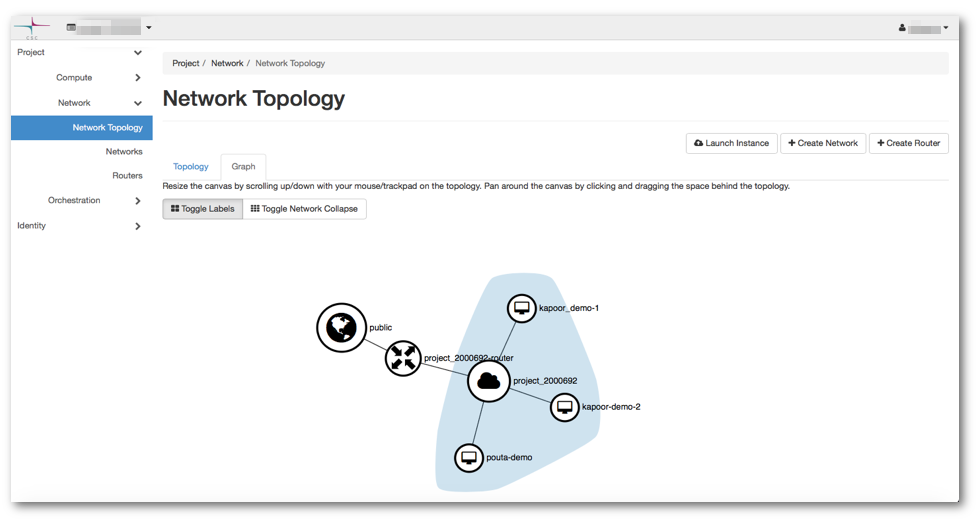 CSC
Project
Compute
Network
Network Topology
Networks
Routers
Orchestration
Identity
Project / Network / Network Topology
Network Topology
Launch Instance
Create Network
Create Router
Topology
Graph
Resize the canvas by scrolling up/down with your mouse/trackpad on the topology. Pan around the canvas by clicking and dragging the space behind the topology.
Toggle Labels
Toggle Network Collapse
kapoor_demo-1
public
project_2000692-router
project_2000692
kapoor-demo-2
pouta-demo